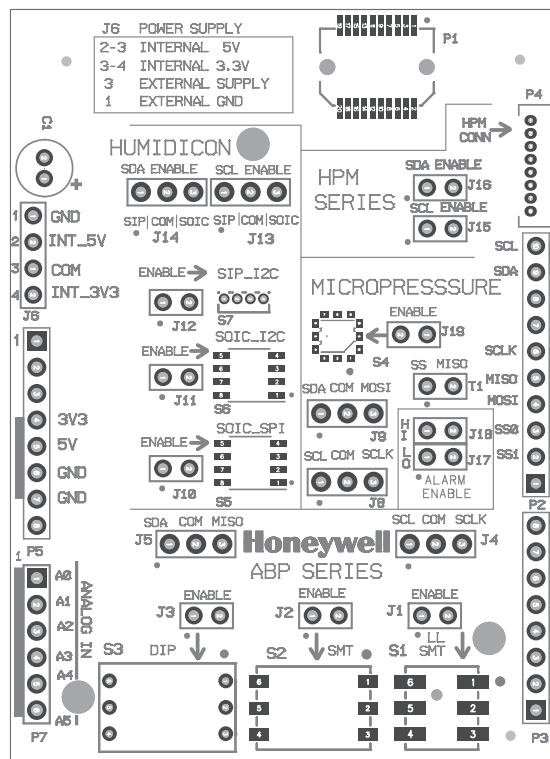 J6 POWER SUPPLY
2-3 INTERNAL 5V
3-4 INTERNAL 3.3V
3 EXTERNAL SUPPLY
1 EXTERNAL GND
P1
P4
HPM
CONN
C1
+
HUMIDICON
SDA ENABLE
SCL ENABLE
SIP|COM|SOIC
SIP|COM|SOIC
J14
J13
HPM
SERIES
SDA ENABLE
J16
SCL ENABLE
J15
1 GND
2 INT_5V
3 COM
4 INT_3V3
J6
ENABLE
SIP_I2C
S7
J12
ENABLE
SOIC_I2C
J11
S6
ENABLE
SOIC_SPI
J10
S5
MICROPRESSSURE
ENABLE
J19
S4
SS MISO
T1
SDA COM MOSI
J9
SCL COM SCLK
J8
HI
J18
LO
J17
ALARM
ENABLE
SCL
SDA
SCLK
MISO
MOSI
SS0
SS1
P2
1
3V3
5V
GND
GND
P5
SDA COM MISO
J5
Honeywell
ABP SERIES
SCL COM SCLK
J4
1
A0
A1
A2
A3
A4
A5
ANALOG IN
P7
ENABLE
J3
S3 DIP
ENABLE
J2
S2 SMT
ENABLE
J1
S1 LL
SMT
P3